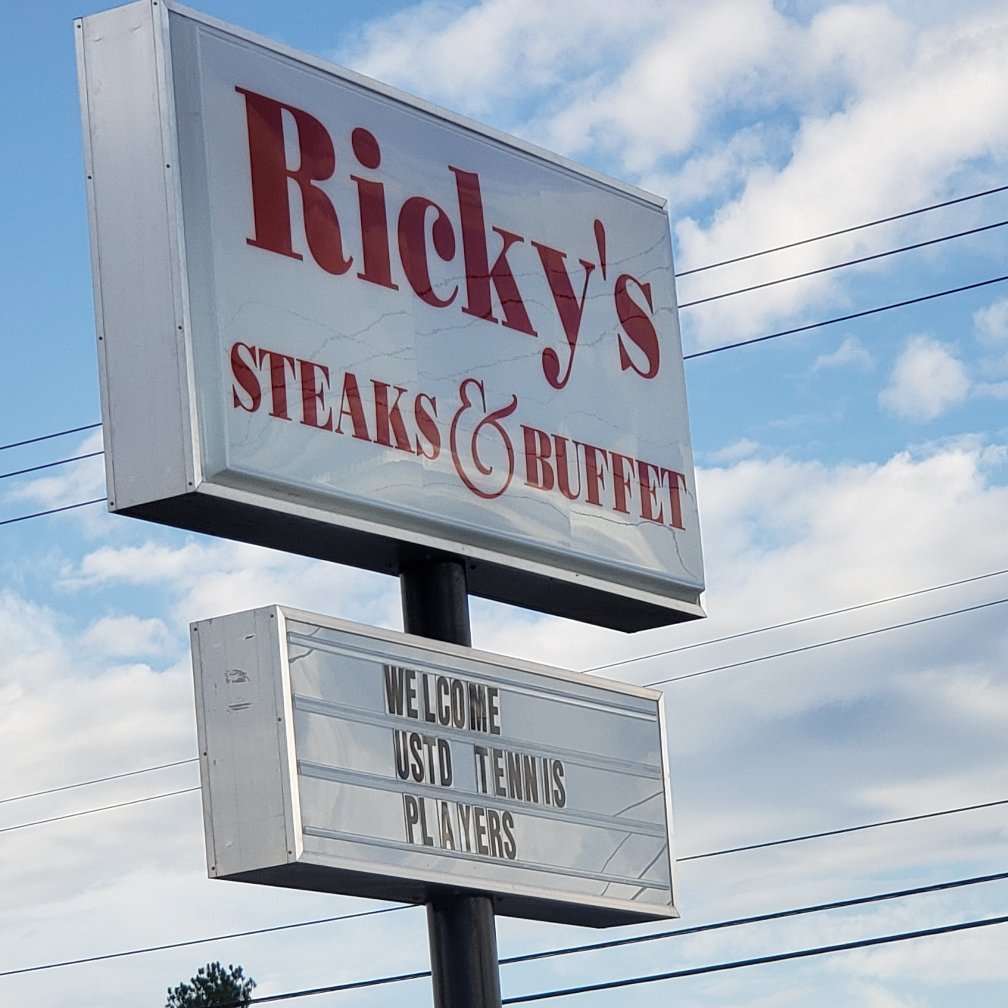 Ricky's
STEAKS & BUFFET
WELCOME
USTD TENNIS
PLAYERS